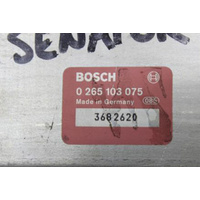 SENATOR
BOSCH
0 265 103 075
Made in Germany
3682620